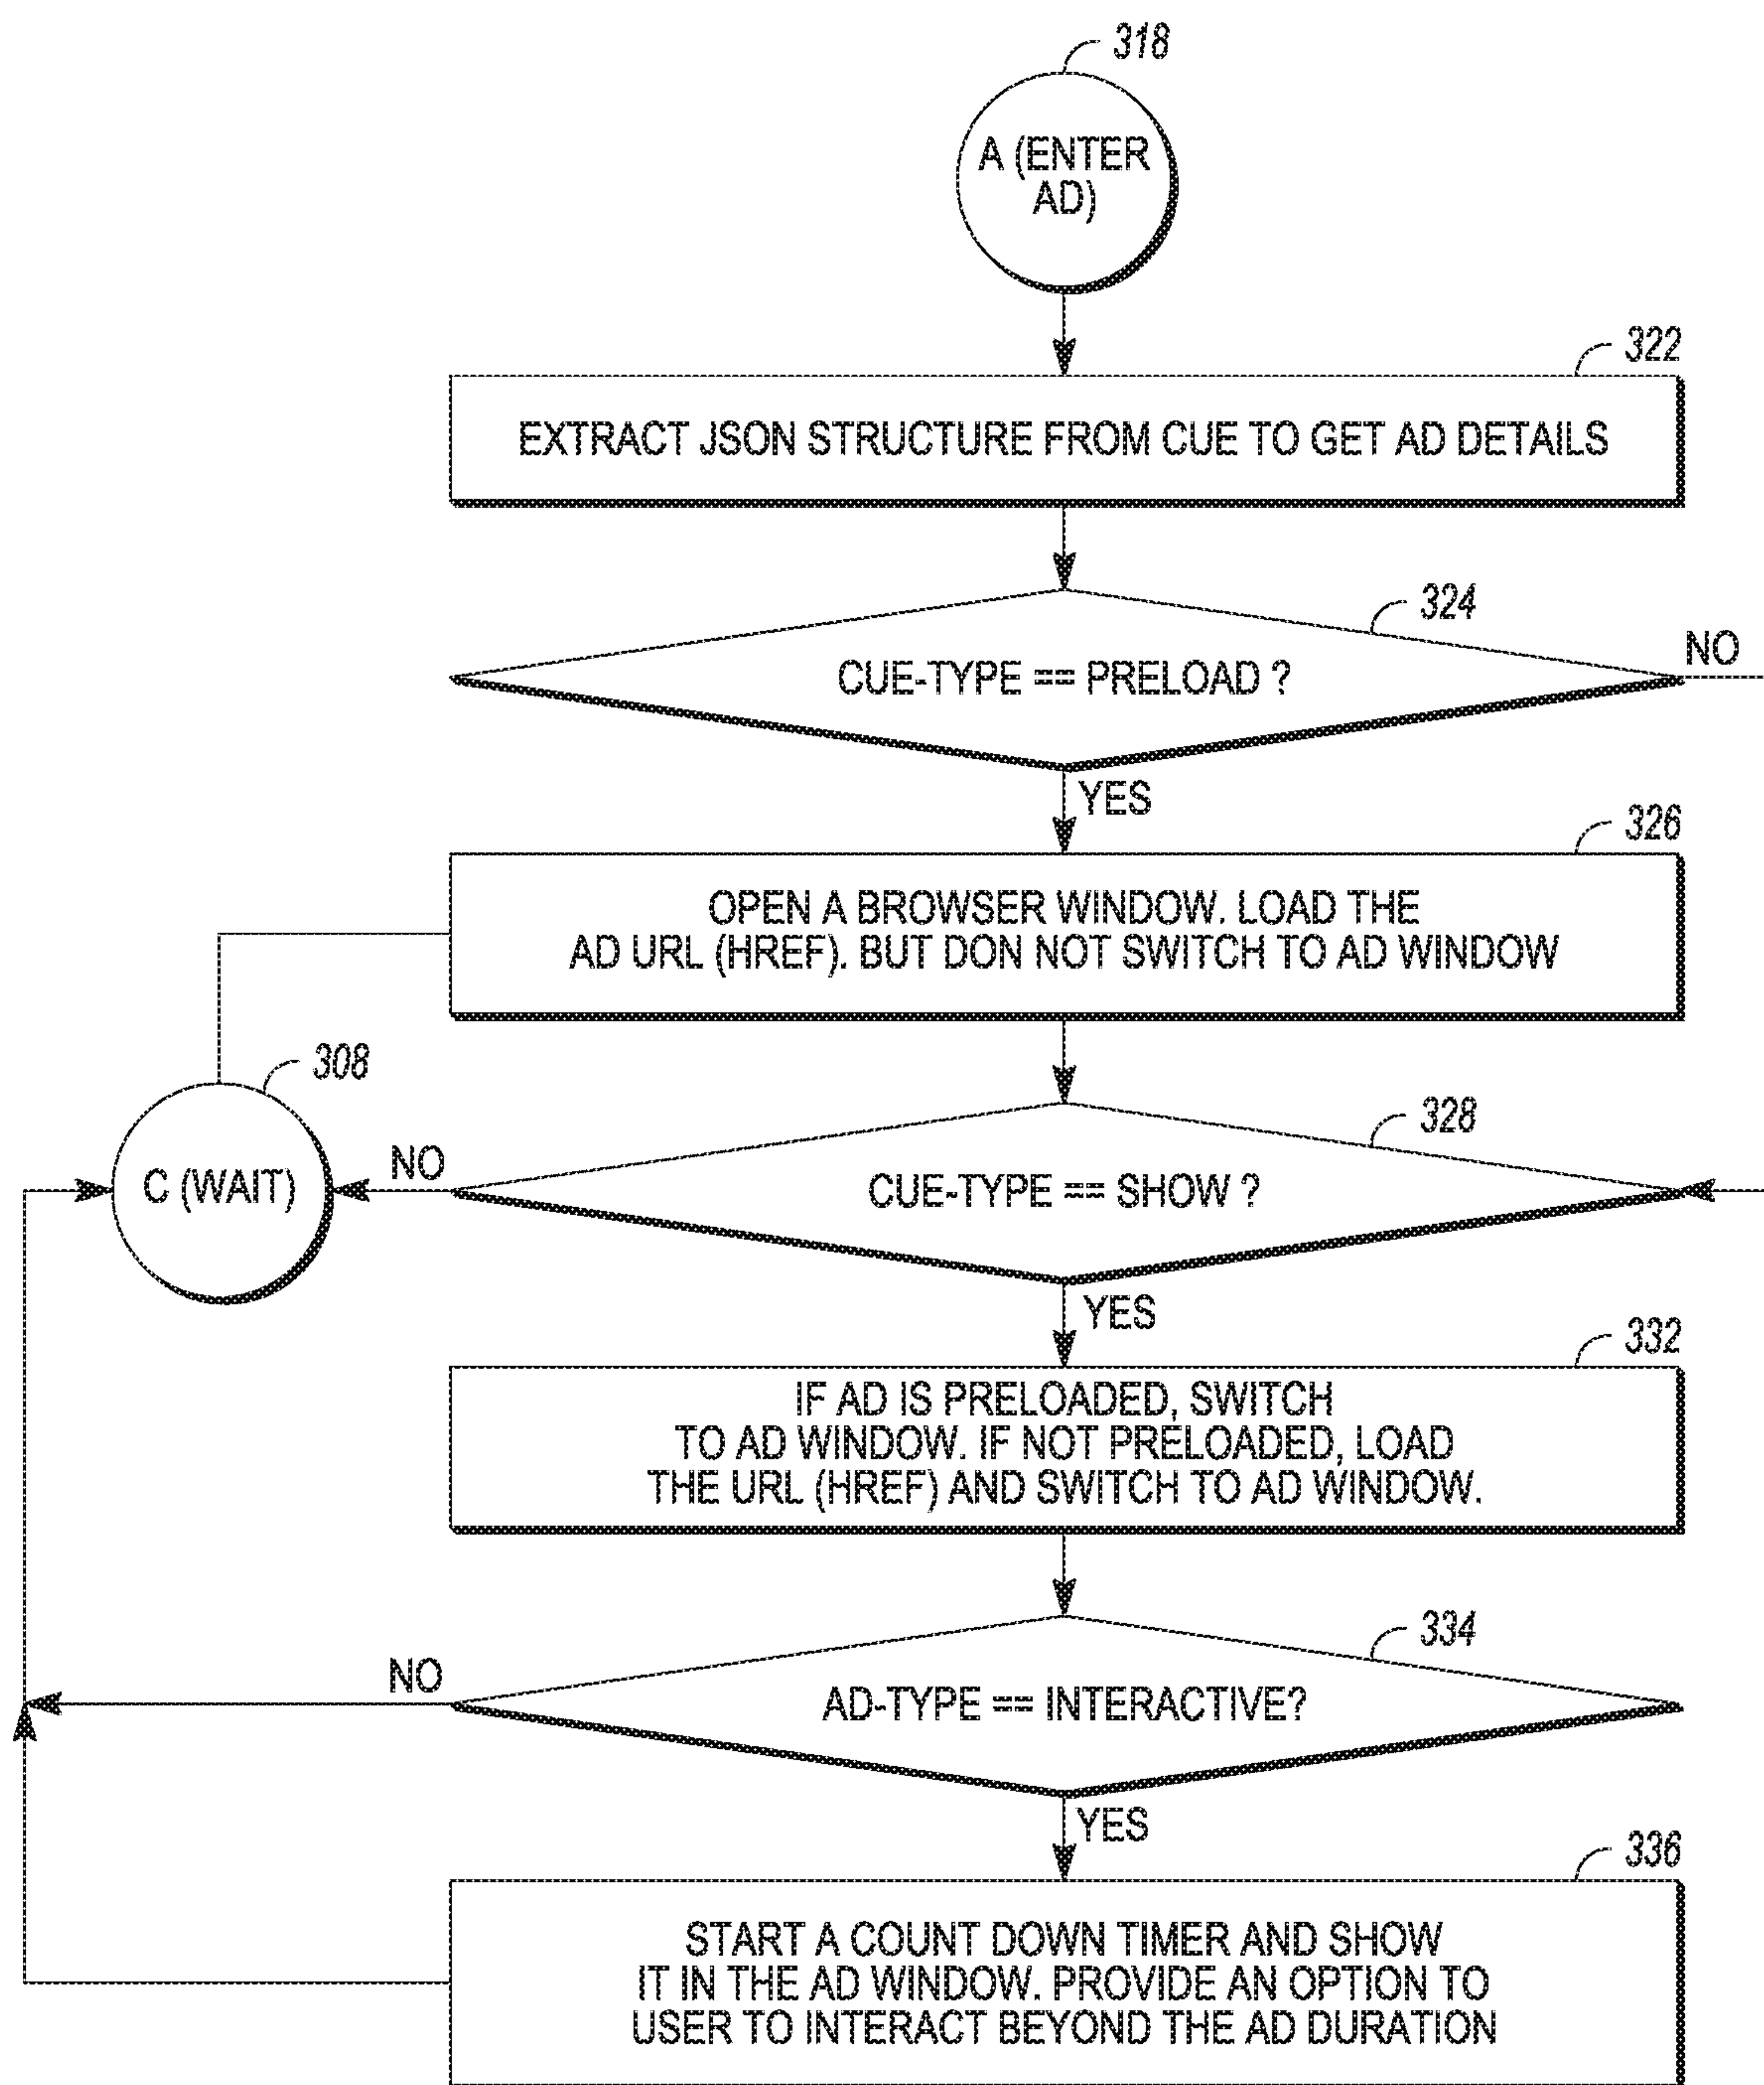 318
A (ENTER
AD)
322
EXTRACT JSON STRUCTURE FROM CUE TO GET AD DETAILS
324
CUE-TYPE == PRELOAD ?
NO
YES
326
OPEN A BROWSER WINDOW. LOAD THE
AD URL (HREF). BUT DON NOT SWITCH TO AD WINDOW
308
C (WAIT)
NO
328
CUE-TYPE == SHOW ?
YES
332
IF AD IS PRELOADED, SWITCH
TO AD WINDOW. IF NOT PRELOADED, LOAD
THE URL (HREF) AND SWITCH TO AD WINDOW.
334
NO
AD-TYPE == INTERACTIVE?
YES
336
START A COUNT DOWN TIMER AND SHOW
IT IN THE AD WINDOW. PROVIDE AN OPTION TO
USER TO INTERACT BEYOND THE AD DURATION